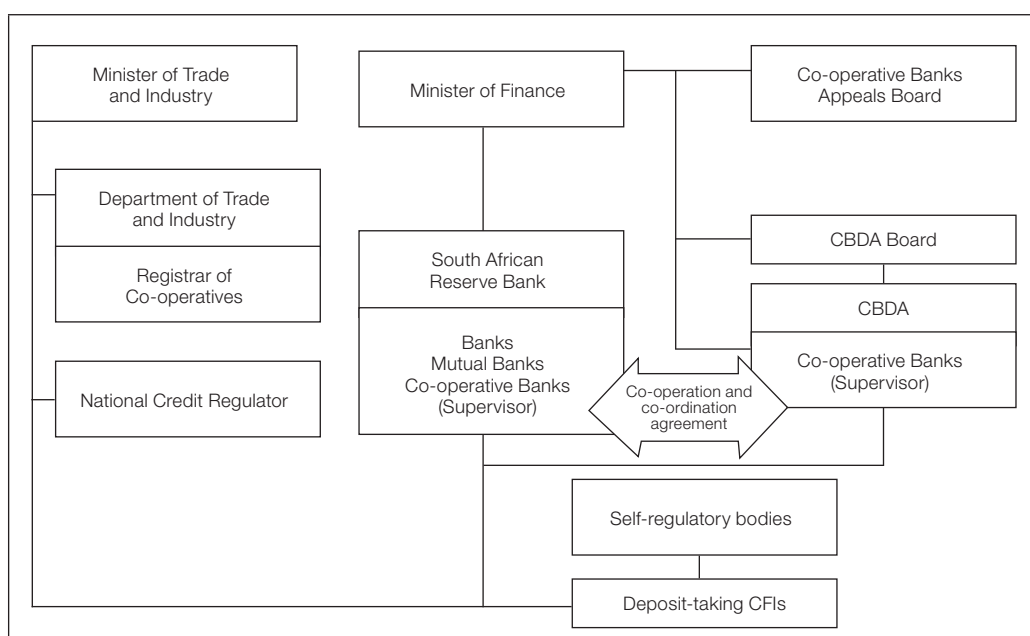 Minister of Trade
and Industry
Minister of Finance
Co-operative Banks
Appeals Board
Department of Trade
and Industry
Registrar of
Co-operatives
South African
Reserve Bank
CBDA Board
CBDA
Banks
Mutual Banks
Co-operative Banks
(Supervisor)
Co-operation and
co-ordination
agreement
Co-operative Banks
(Supervisor)
National Credit Regulator
Self-regulatory bodies
Deposit-taking CFIs